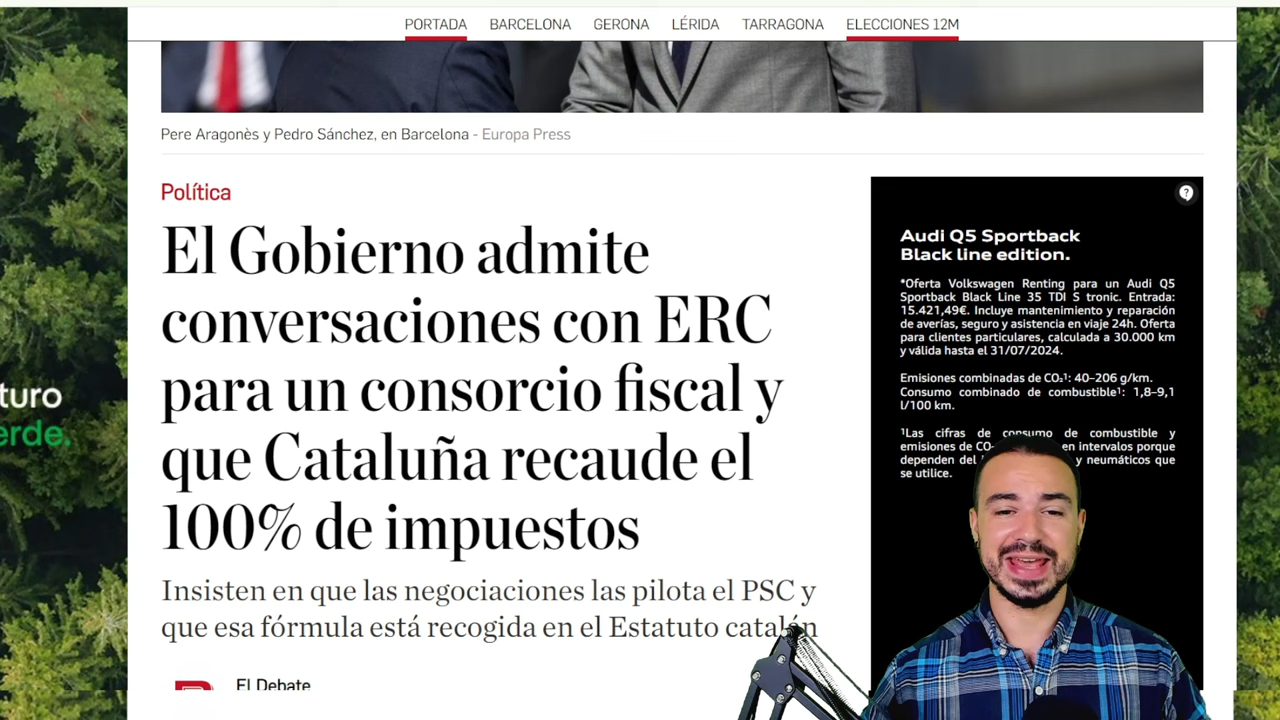 PORTADA BARCELONA GERONA LÉRIDA TARRAGONA ELECCIONES 12M
Pere Aragonès y Pedro Sánchez, en Barcelona - Europa Press
Política
El Gobierno admite
conversaciones con ERC
para un consorcio fiscal y
que Cataluña recaude el
100% de impuestos
Insisten en que las negociaciones las pilota el PSC y
que esa fórmula está recogida en el Estatuto catalán
El Debate
?
Audi Q5 Sportback
Black line edition.
*Oferta Volkswagen Renting para un Audi Q5
Sportback Black Line 35 TDI S tronic. Entrada:
15.421,49€. Incluye mantenimiento y reparación
de averías, seguro y asistencia en viaje 24h. Oferta
para clientes particulares, calculada a 30.000 km
y válida hasta el 31/07/2024.
Emisiones combinadas de CO₂¹: 40–206 g/km.
Consumo combinado de combustible¹: 1,8–9,1
l/100 km.
¹Las cifras de consumo de combustible y
emisiones de CO en intervalos porque
dependen del y neumáticos que
se utilice.
turo
erde.